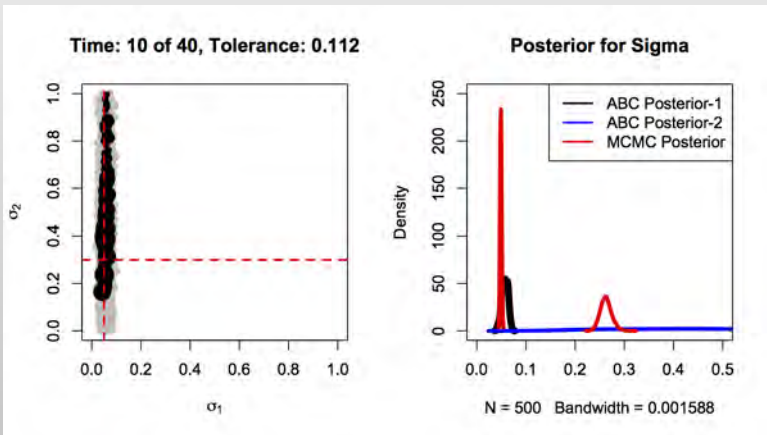 Time: 10 of 40, Tolerance: 0.112
σ2
1.0
0.8
0.6
0.4
0.2
0.0
0.0 0.2 0.4 0.6 0.8 1.0
σ1
Posterior for Sigma
ABC Posterior-1
ABC Posterior-2
MCMC Posterior
Density
250
200
150
100
50
0
0.0 0.1 0.2 0.3 0.4 0.5
N = 500 Bandwidth = 0.001588